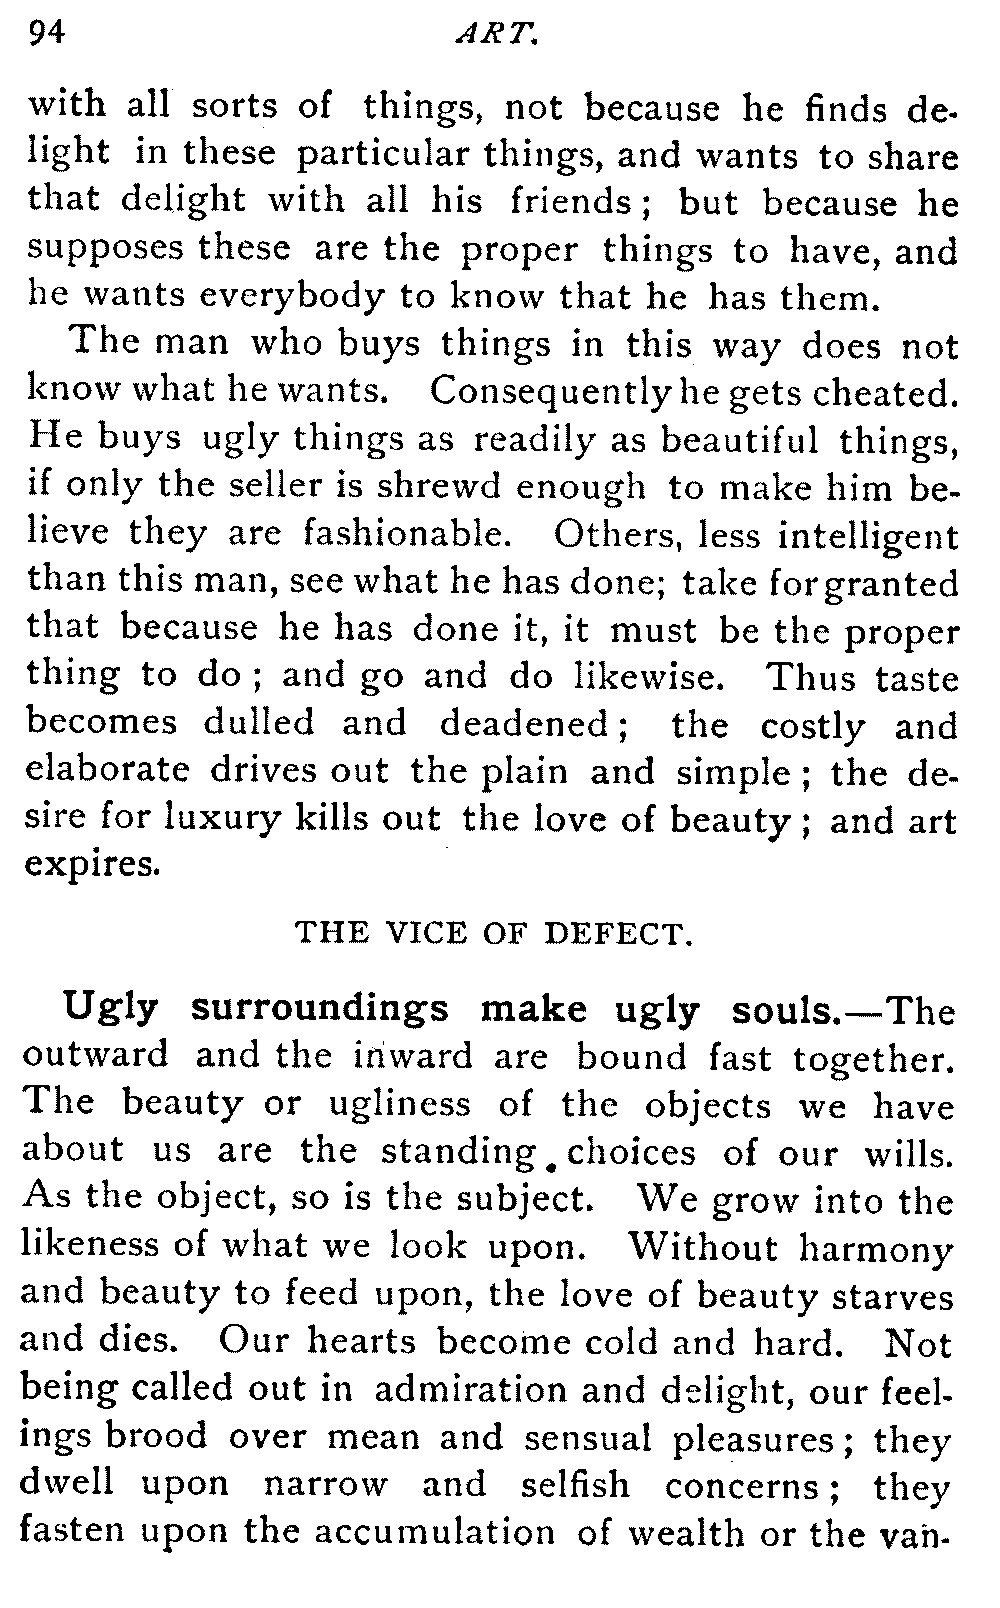 94 ART.
with all sorts of things, not because he finds de-
light in these particular things, and wants to share
that delight with all his friends ; but because he
supposes these are the proper things to have, and
he wants everybody to know that he has them.
The man who buys things in this way does not
know what he wants. Consequently he gets cheated.
He buys ugly things as readily as beautiful things,
if only the seller is shrewd enough to make him be-
lieve they are fashionable. Others, less intelligent
than this man, see what he has done; take for granted
that because he has done it, it must be the proper
thing to do ; and go and do likewise. Thus taste
becomes dulled and deadened ; the costly and
elaborate drives out the plain and simple ; the de-
sire for luxury kills out the love of beauty ; and art
expires.
THE VICE OF DEFECT.
Ugly surroundings make ugly souls.—The
outward and the inward are bound fast together.
The beauty or ugliness of the objects we have
about us are the standing choices of our wills.
As the object, so is the subject. We grow into the
likeness of what we look upon. Without harmony
and beauty to feed upon, the love of beauty starves
and dies. Our hearts become cold and hard. Not
being called out in admiration and delight, our feel-
ings brood over mean and sensual pleasures ; they
dwell upon narrow and selfish concerns ; they
fasten upon the accumulation of wealth or the van-